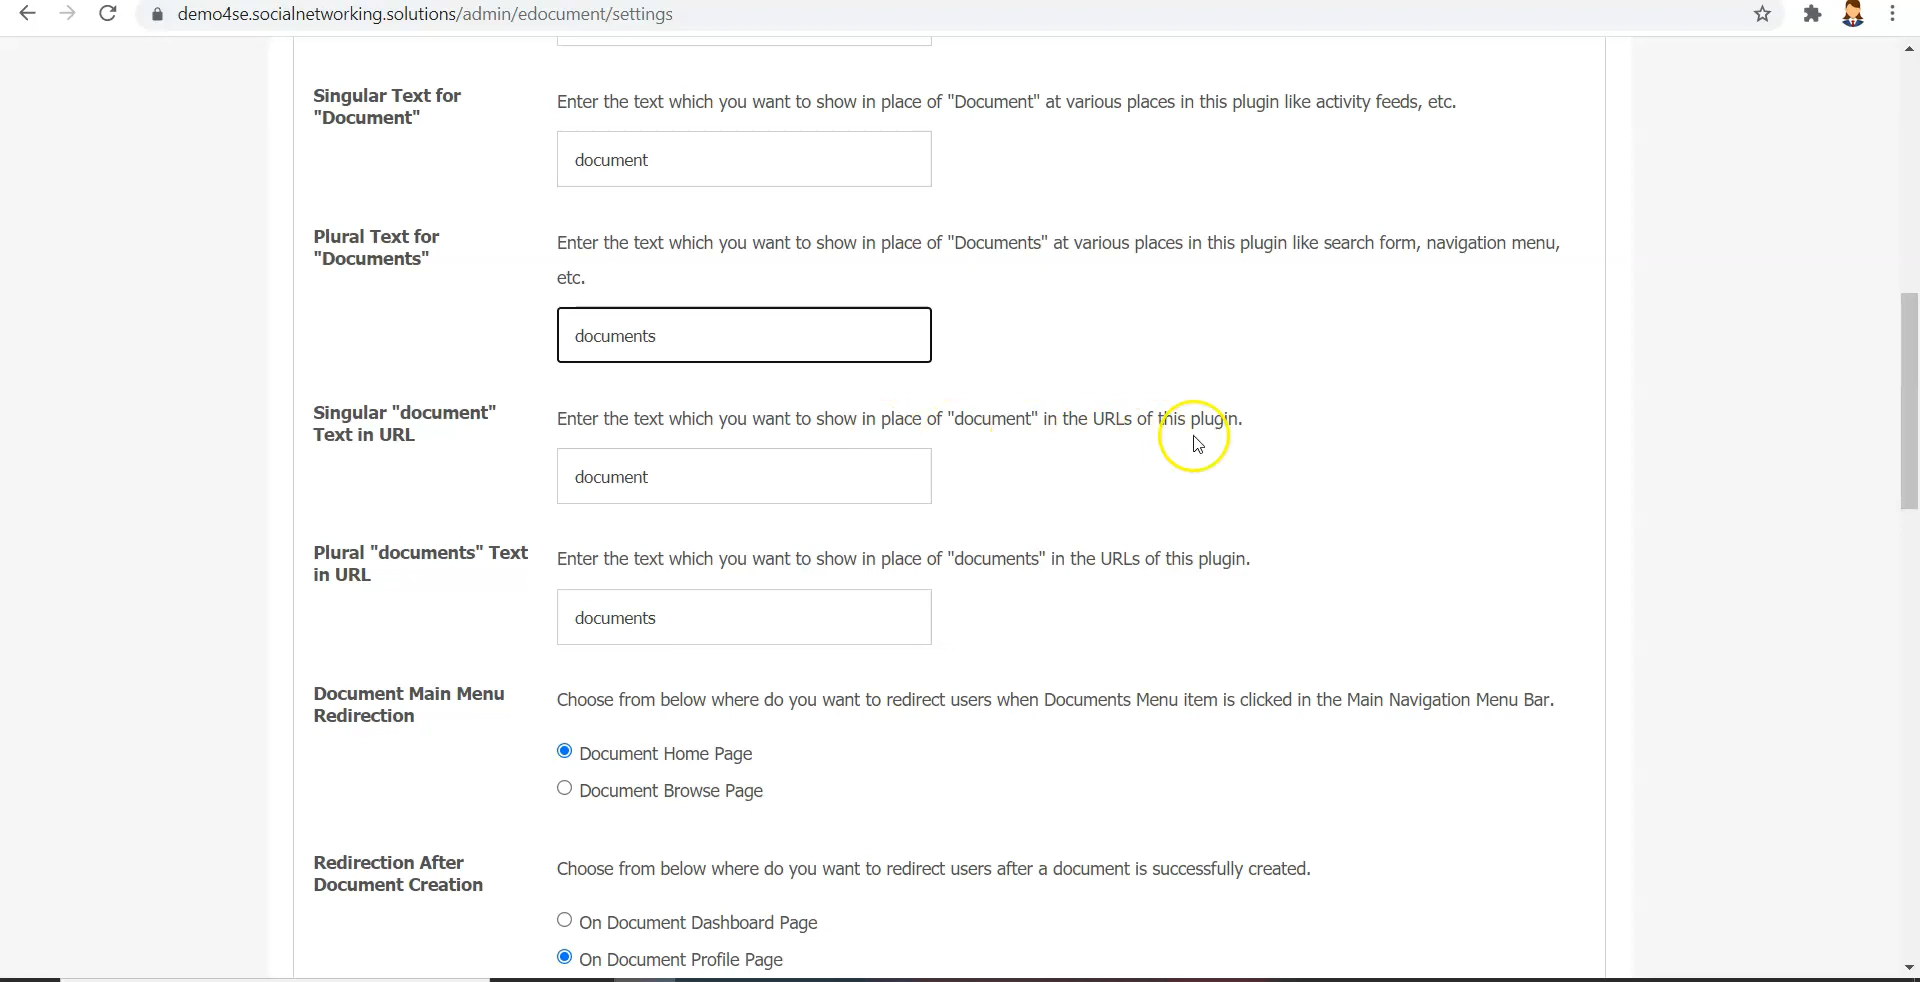 demo4se.socialnetworking.solutions/admin/edocument/settings
Singular Text for
"Document"
Enter the text which you want to show in place of "Document" at various places in this plugin like activity feeds, etc.
document
Plural Text for
"Documents"
Enter the text which you want to show in place of "Documents" at various places in this plugin like search form, navigation menu,
etc.
documents
Singular "document"
Text in URL
Enter the text which you want to show in place of "document" in the URLs of this plugin.
document
Plural "documents" Text
in URL
Enter the text which you want to show in place of "documents" in the URLs of this plugin.
documents
Document Main Menu
Redirection
Choose from below where do you want to redirect users when Documents Menu item is clicked in the Main Navigation Menu Bar.
Document Home Page
Document Browse Page
Redirection After
Document Creation
Choose from below where do you want to redirect users after a document is successfully created.
On Document Dashboard Page
On Document Profile Page